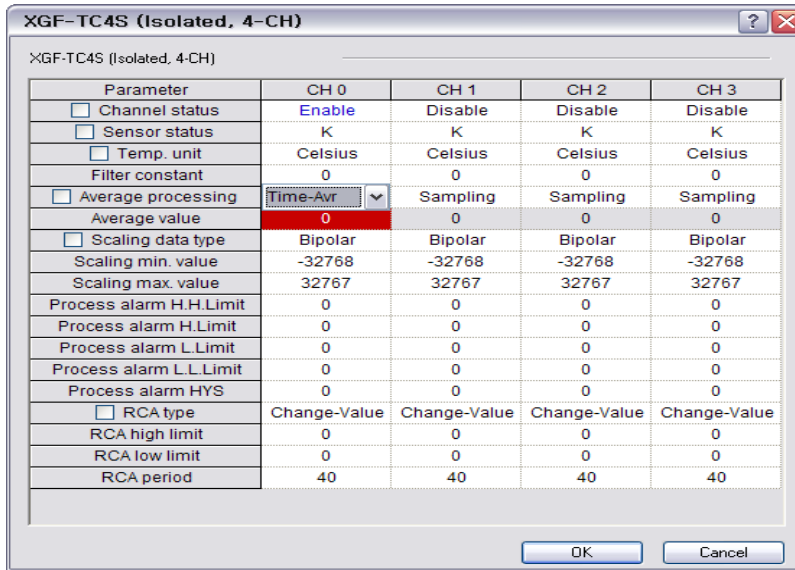 XGF-TC4S (Isolated, 4-CH)
XGF-TC4S (Isolated, 4-CH)
Parameter CH 0 CH 1 CH 2 CH 3
Channel status Enable Disable Disable Disable
Sensor status K K K K
Temp. unit Celsius Celsius Celsius Celsius
Filter constant 0 0 0 0
Average processing Time-Avr Sampling Sampling Sampling
Average value 0 0 0 0
Scaling data type Bipolar Bipolar Bipolar Bipolar
Scaling min. value -32768 -32768 -32768 -32768
Scaling max. value 32767 32767 32767 32767
Process alarm H.H.Limit 0 0 0 0
Process alarm H.Limit 0 0 0 0
Process alarm L.Limit 0 0 0 0
Process alarm L.L.Limit 0 0 0 0
Process alarm HYS 0 0 0 0
RCA type Change-Value Change-Value Change-Value Change-Value
RCA high limit 0 0 0 0
RCA low limit 0 0 0 0
RCA period 40 40 40 40
OK Cancel